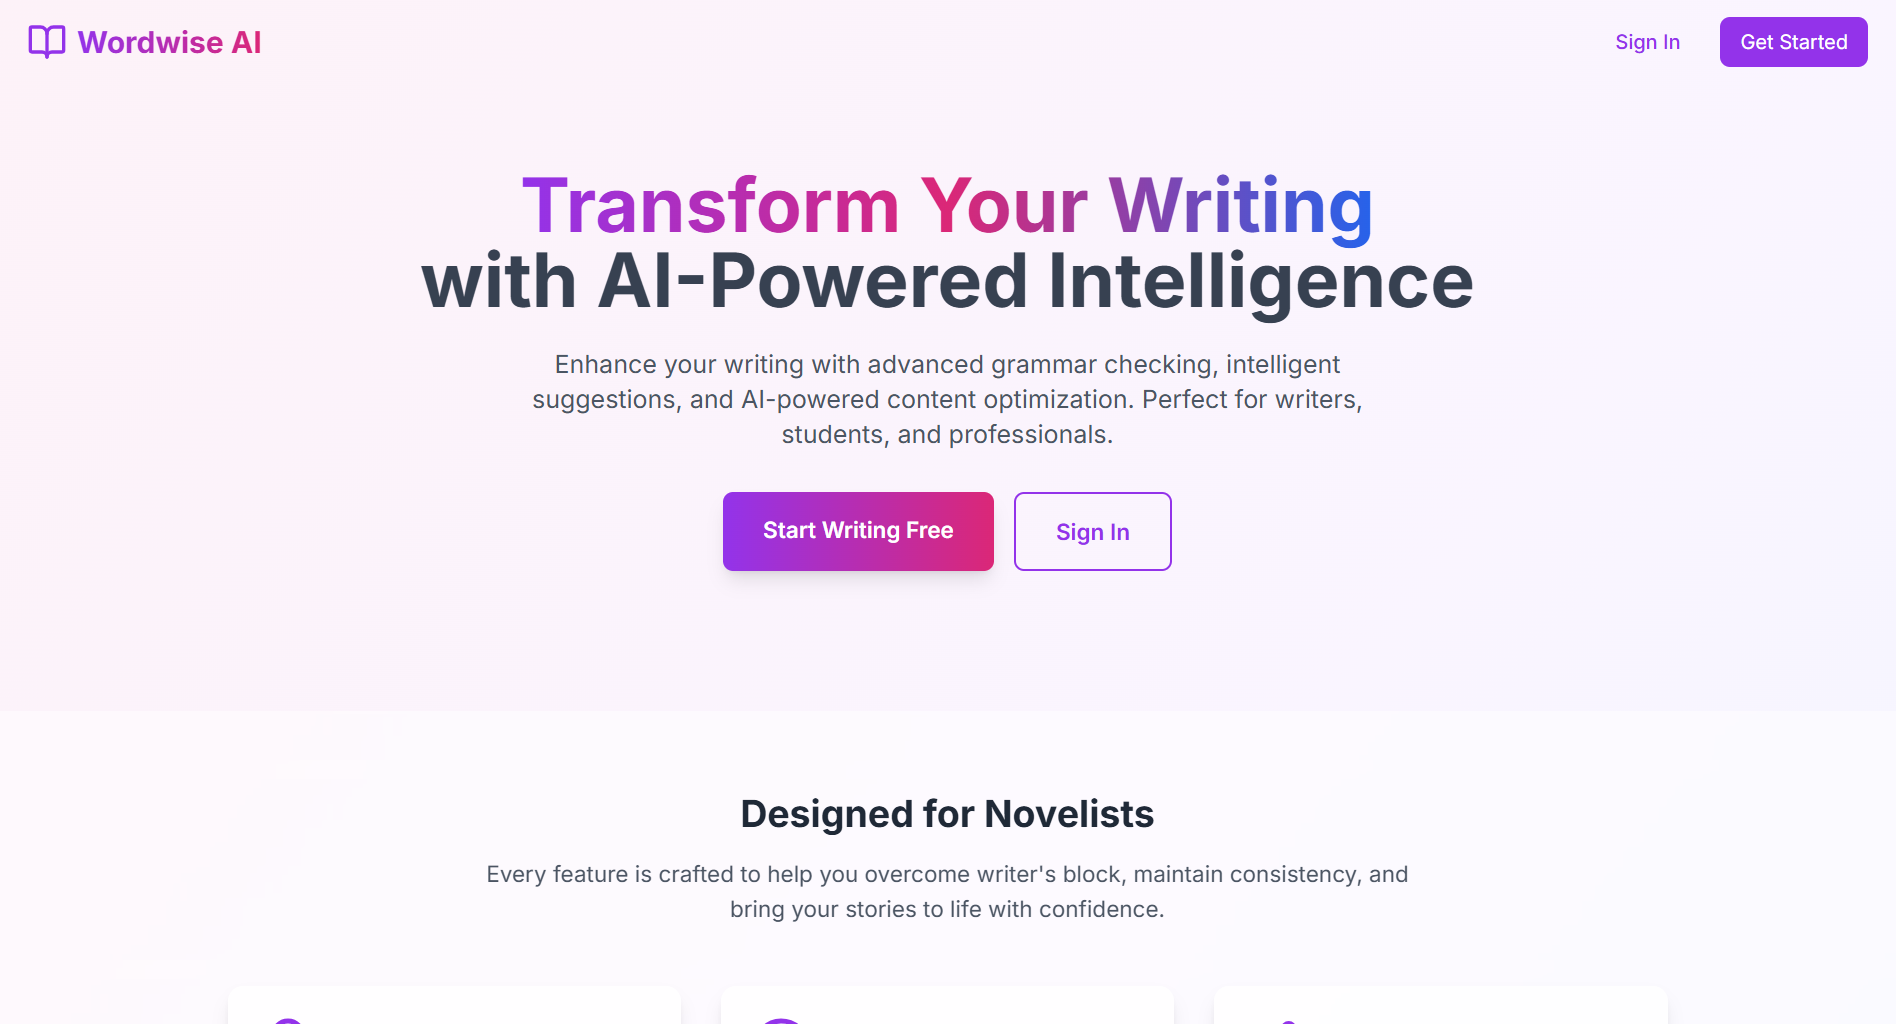 Wordwise AI
Sign In
Get Started
Transform Your Writing
with AI-Powered Intelligence
Enhance your writing with advanced grammar checking, intelligent
suggestions, and AI-powered content optimization. Perfect for writers,
students, and professionals.
Start Writing Free
Sign In
Designed for Novelists
Every feature is crafted to help you overcome writer's block, maintain consistency, and
bring your stories to life with confidence.